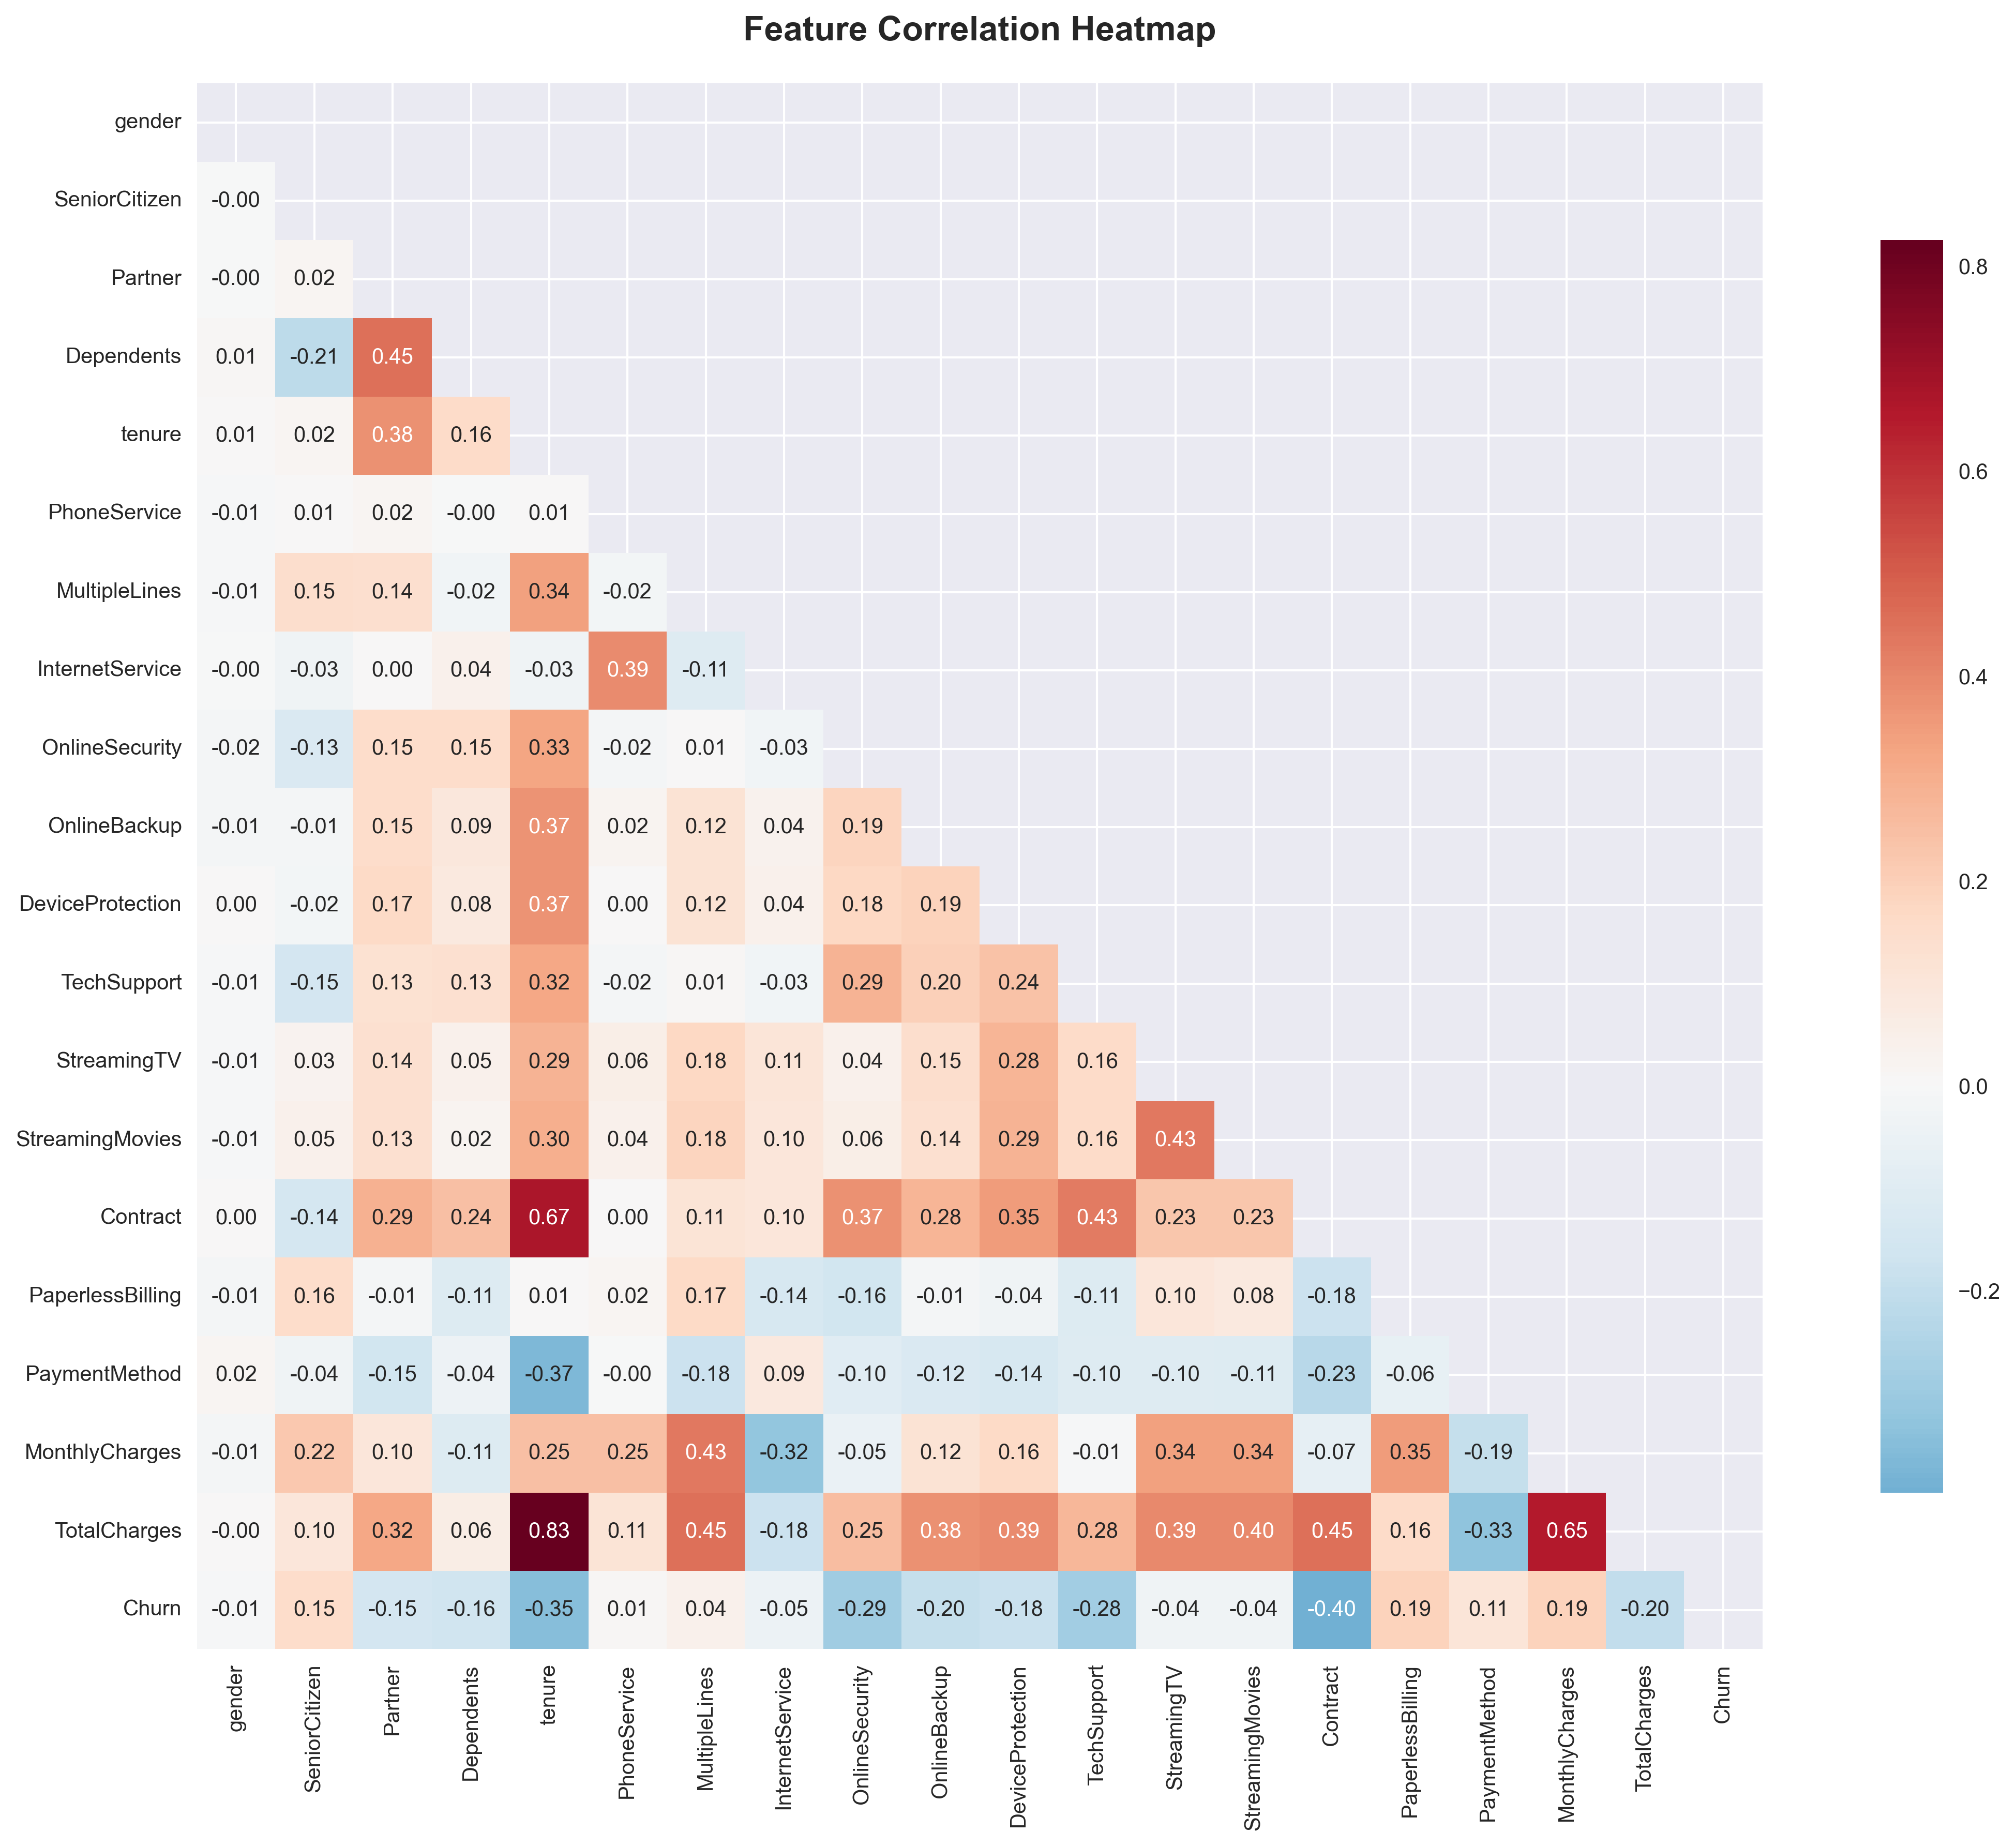 Feature Correlation Heatmap
gender
SeniorCitizen -0.00
Partner -0.00 0.02
Dependents 0.01 -0.21 0.45
tenure 0.01 0.02 0.38 0.16
PhoneService -0.01 0.01 0.02 -0.00 0.01
MultipleLines -0.01 0.15 0.14 -0.02 0.34 -0.02
InternetService -0.00 -0.03 0.00 0.04 -0.03 0.39 -0.11
OnlineSecurity -0.02 -0.13 0.15 0.15 0.33 -0.02 0.01 -0.03
OnlineBackup -0.01 -0.01 0.15 0.09 0.37 0.02 0.12 0.04 0.19
DeviceProtection 0.00 -0.02 0.17 0.08 0.37 0.00 0.12 0.04 0.18 0.19
TechSupport -0.01 -0.15 0.13 0.13 0.32 -0.02 0.01 -0.03 0.29 0.20 0.24
StreamingTV -0.01 0.03 0.14 0.05 0.29 0.06 0.18 0.11 0.04 0.15 0.28 0.16
StreamingMovies -0.01 0.05 0.13 0.02 0.30 0.04 0.18 0.10 0.06 0.14 0.29 0.16 0.43
Contract 0.00 -0.14 0.29 0.24 0.67 0.00 0.11 0.10 0.37 0.28 0.35 0.43 0.23 0.23
PaperlessBilling -0.01 0.16 -0.01 -0.11 0.01 0.02 0.17 -0.14 -0.16 -0.01 -0.04 -0.11 0.10 0.08 -0.18
PaymentMethod 0.02 -0.04 -0.15 -0.04 -0.37 -0.00 -0.18 0.09 -0.10 -0.12 -0.14 -0.10 -0.10 -0.11 -0.23 -0.06
MonthlyCharges -0.01 0.22 0.10 -0.11 0.25 0.25 0.43 -0.32 -0.05 0.12 0.16 -0.01 0.34 0.34 -0.07 0.35 -0.19
TotalCharges -0.00 0.10 0.32 0.06 0.83 0.11 0.45 -0.18 0.25 0.38 0.39 0.28 0.39 0.40 0.45 0.16 -0.33 0.65
Churn -0.01 0.15 -0.15 -0.16 -0.35 0.01 0.04 -0.05 -0.29 -0.20 -0.18 -0.28 -0.04 -0.04 -0.40 0.19 0.11 0.19 -0.20
gender
SeniorCitizen
Partner
Dependents
tenure
PhoneService
MultipleLines
InternetService
OnlineSecurity
OnlineBackup
DeviceProtection
TechSupport
StreamingTV
StreamingMovies
Contract
PaperlessBilling
PaymentMethod
MonthlyCharges
TotalCharges
Churn
0.8
0.6
0.4
0.2
0.0
−0.2